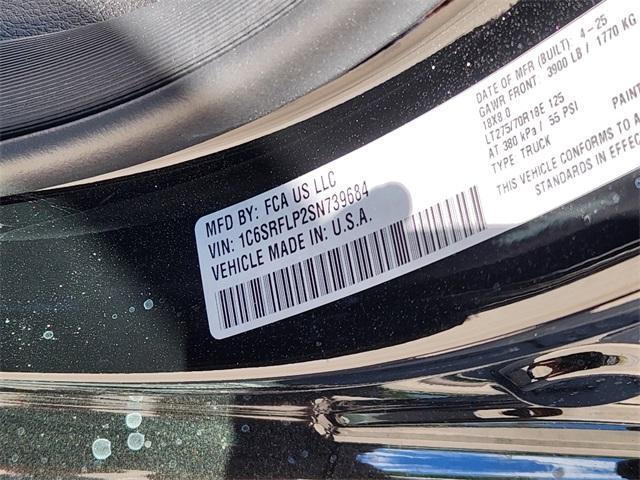 MFD BY: FCA US LLC
VIN: 1C6SRFLP2SN739684
VEHICLE MADE IN: U.S.A.
DATE OF MFR (BUILT): 4-25
GAWR FRONT: 3900 LB / 1770 KG
18X8.0
LT275/70R18E 125
AT 380 kPa / 55 PSI
TYPE: TRUCK
PAINT
THIS VEHICLE CONFORMS TO A
STANDARDS IN EFFECT